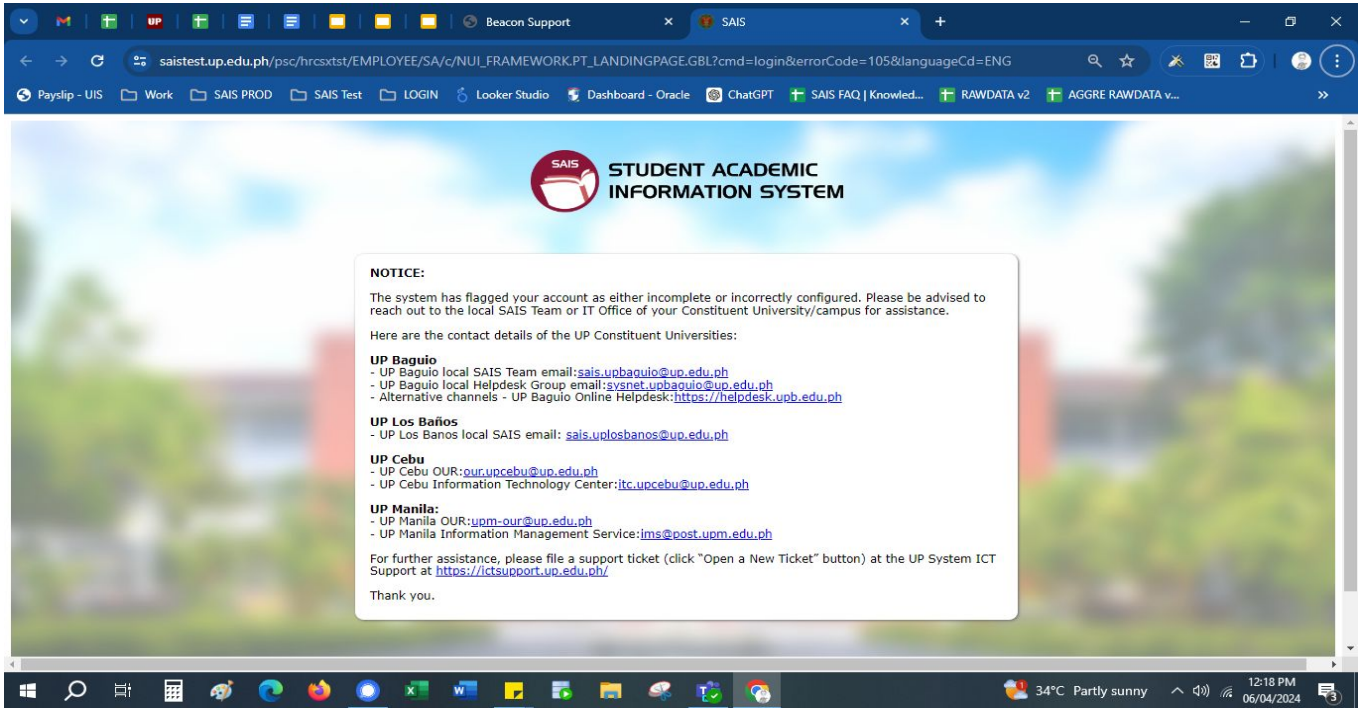 Beacon Support
SAIS
saistest.up.edu.ph/psc/hrcsxtst/EMPLOYEE/SA/c/NUI_FRAMEWORK.PT_LANDINGPAGE.GBL?cmd=login&errorCode=105&languageCd=ENG
Payslip - UIS Work SAIS PROD SAIS Test LOGIN Looker Studio Dashboard - Oracle ChatGPT SAIS FAQ | Knowled... RAWDATA v2 AGGRE RAWDATA v...
SAIS
STUDENT ACADEMIC
INFORMATION SYSTEM
NOTICE:
The system has flagged your account as either incomplete or incorrectly configured. Please be advised to
reach out to the local SAIS Team or IT Office of your Constituent University/campus for assistance.
Here are the contact details of the UP Constituent Universities:
UP Baguio
- UP Baguio local SAIS Team email:sais.upbaguio@up.edu.ph
- UP Baguio local Helpdesk Group email:sysnet.upbaguio@up.edu.ph
- Alternative channels - UP Baguio Online Helpdesk:https://helpdesk.upb.edu.ph
UP Los Baños
- UP Los Banos local SAIS email: sais.uplosbanos@up.edu.ph
UP Cebu
- UP Cebu OUR:our.upcebu@up.edu.ph
- UP Cebu Information Technology Center:itc.upcebu@up.edu.ph
UP Manila:
- UP Manila OUR:upm-our@up.edu.ph
- UP Manila Information Management Service:ims@post.upm.edu.ph
For further assistance, please file a support ticket (click "Open a New Ticket" button) at the UP System ICT
Support at https://ictsupport.up.edu.ph/
Thank you.
34°C Partly sunny
12:18 PM
06/04/2024
3